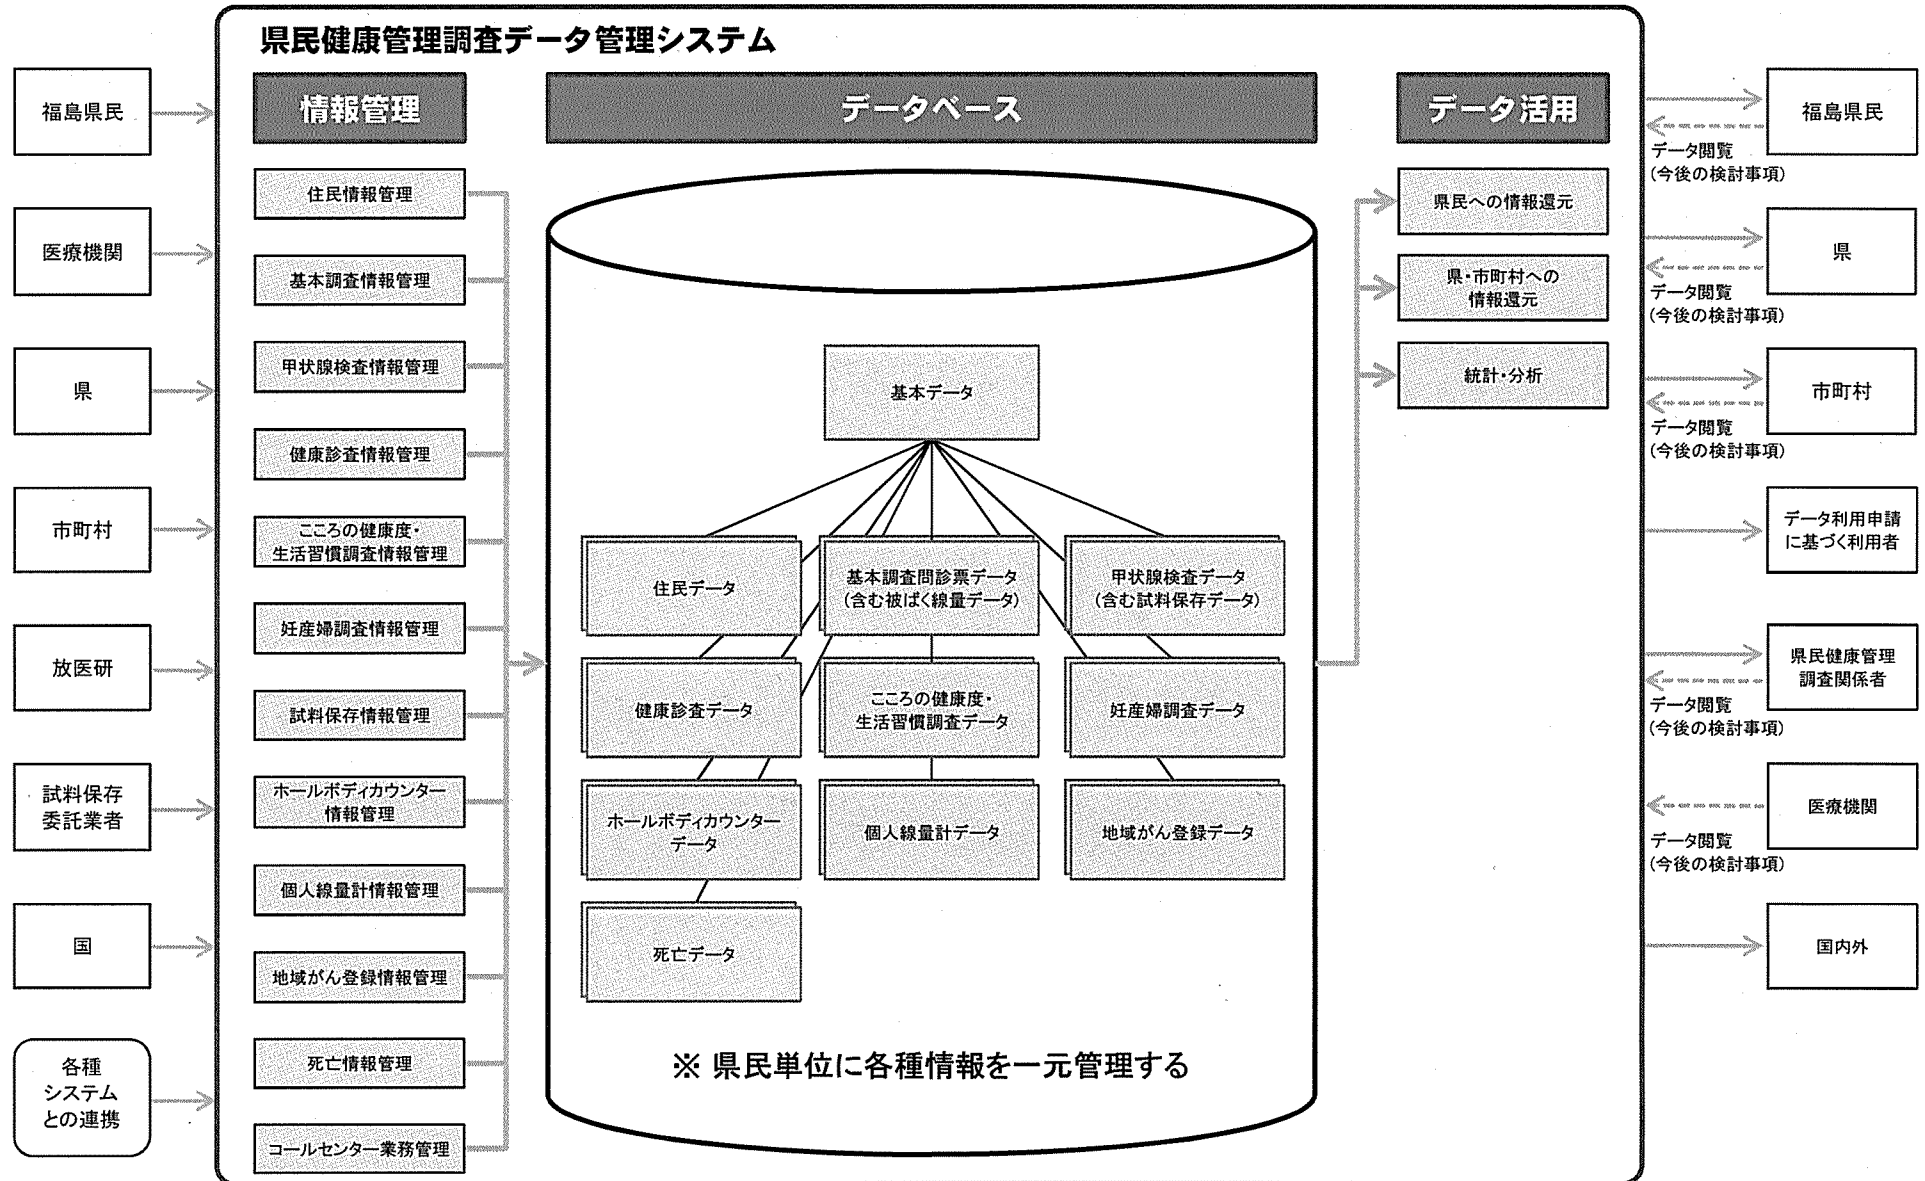 県民健康管理調査データ管理システム
福島県民
医療機関
県
市町村
放医研
試料保存
委託業者
国
各種
システム
との連携
情報管理
住民情報管理
基本調査情報管理
甲状腺検査情報管理
健康診査情報管理
こころの健康度・
生活習慣調査情報管理
妊産婦調査情報管理
試料保存情報管理
ホールボディカウンター
情報管理
個人線量計情報管理
地域がん登録情報管理
死亡情報管理
コールセンター業務管理
データベース
基本データ
住民データ
基本調査問診票データ
(含む被ばく線量データ)
甲状腺検査データ
(含む試料保存データ)
健康診査データ
こころの健康度・
生活習慣調査データ
妊産婦調査データ
ホールボディカウンター
データ
個人線量計データ
地域がん登録データ
死亡データ
※ 県民単位に各種情報を一元管理する
データ活用
県民への情報還元
県・市町村への
情報還元
統計・分析
福島県民
データ閲覧
(今後の検討事項)
県
データ閲覧
(今後の検討事項)
市町村
データ閲覧
(今後の検討事項)
データ利用申請
に基づく利用者
県民健康管理
調査関係者
データ閲覧
(今後の検討事項)
医療機関
データ閲覧
(今後の検討事項)
国内外